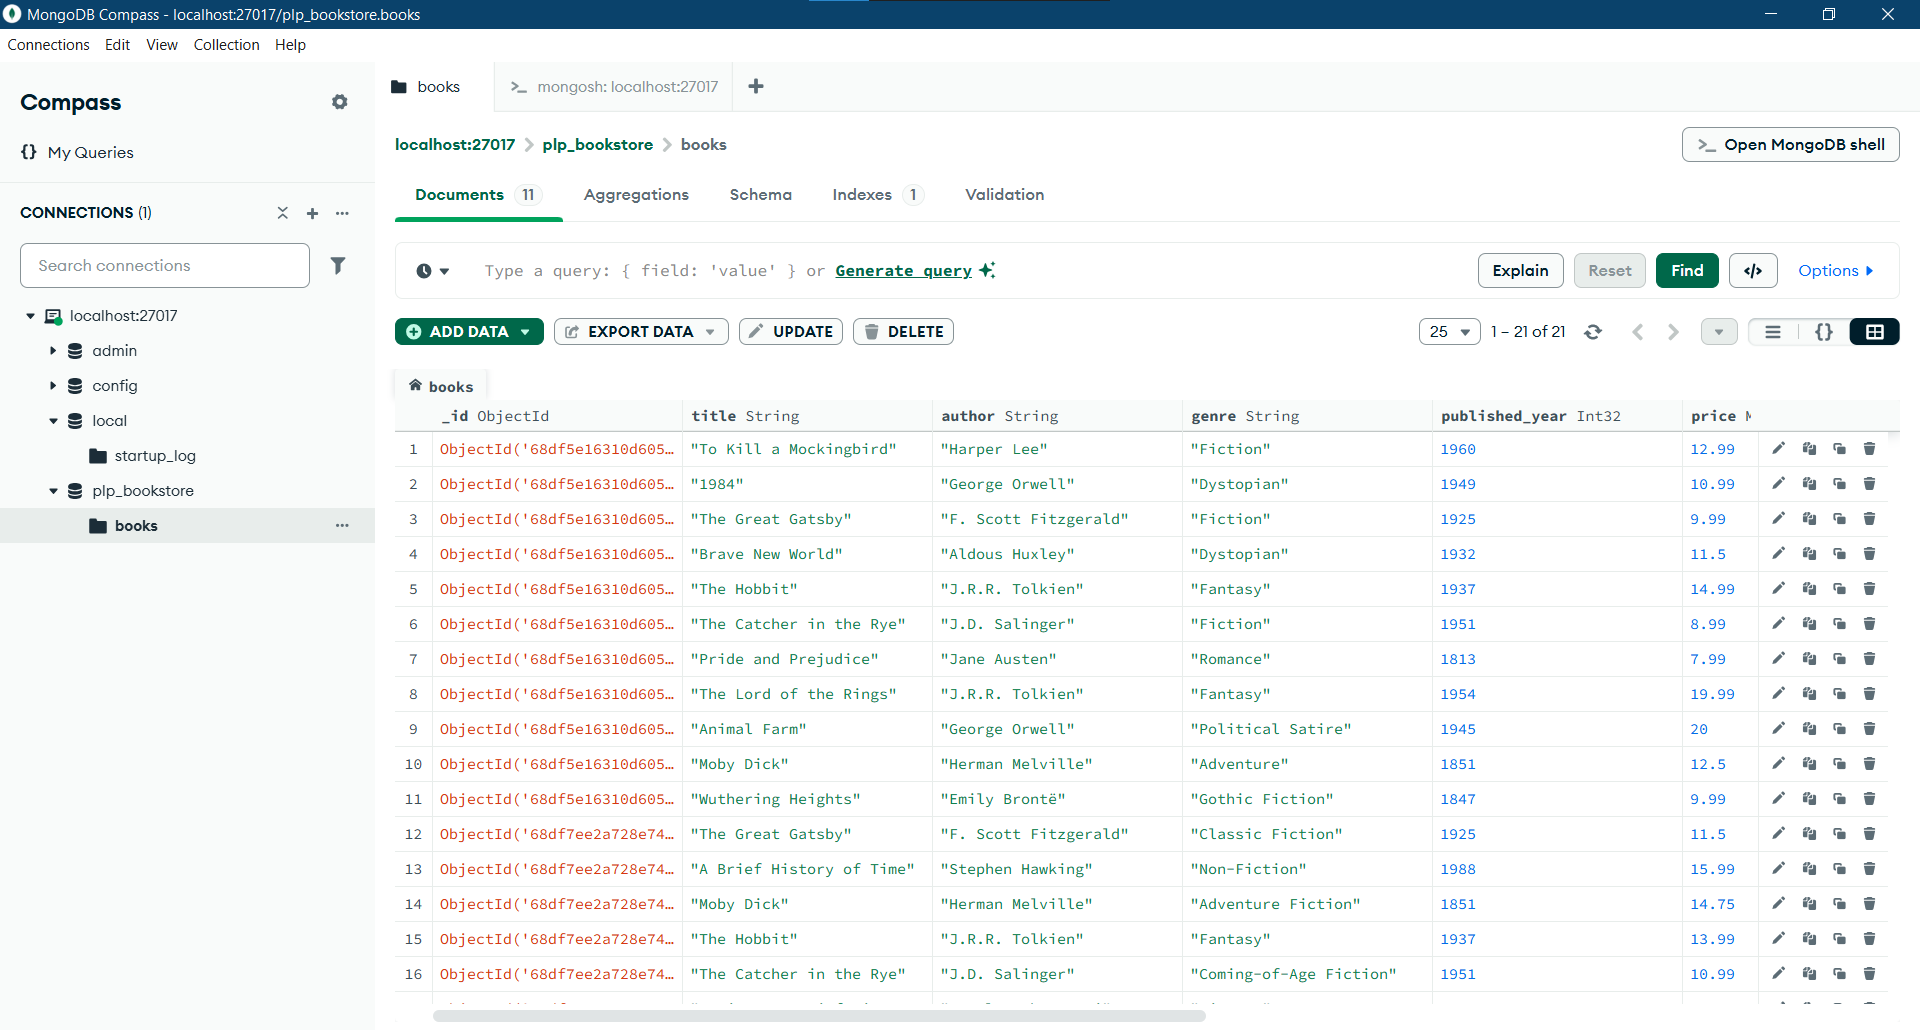 MongoDB Compass - localhost:27017/plp_bookstore.books
Connections Edit View Collection Help
Compass
My Queries
CONNECTIONS (1)
Search connections
localhost:27017
admin
config
local
startup_log
plp_bookstore
books
books
mongosh: localhost:27017
localhost:27017 plp_bookstore books
Open MongoDB shell
Documents 11 Aggregations Schema Indexes 1 Validation
Type a query: { field: 'value' } or Generate query
Explain Reset Find </> Options
ADD DATA EXPORT DATA UPDATE DELETE
25 1 – 21 of 21
books
_id ObjectId title String author String genre String published_year Int32 price
1 ObjectId('68df5e16310d605… "To Kill a Mockingbird" "Harper Lee" "Fiction" 1960 12.99
2 ObjectId('68df5e16310d605… "1984" "George Orwell" "Dystopian" 1949 10.99
3 ObjectId('68df5e16310d605… "The Great Gatsby" "F. Scott Fitzgerald" "Fiction" 1925 9.99
4 ObjectId('68df5e16310d605… "Brave New World" "Aldous Huxley" "Dystopian" 1932 11.5
5 ObjectId('68df5e16310d605… "The Hobbit" "J.R.R. Tolkien" "Fantasy" 1937 14.99
6 ObjectId('68df5e16310d605… "The Catcher in the Rye" "J.D. Salinger" "Fiction" 1951 8.99
7 ObjectId('68df5e16310d605… "Pride and Prejudice" "Jane Austen" "Romance" 1813 7.99
8 ObjectId('68df5e16310d605… "The Lord of the Rings" "J.R.R. Tolkien" "Fantasy" 1954 19.99
9 ObjectId('68df5e16310d605… "Animal Farm" "George Orwell" "Political Satire" 1945 20
10 ObjectId('68df5e16310d605… "Moby Dick" "Herman Melville" "Adventure" 1851 12.5
11 ObjectId('68df5e16310d605… "Wuthering Heights" "Emily Brontë" "Gothic Fiction" 1847 9.99
12 ObjectId('68df7ee2a728e74… "The Great Gatsby" "F. Scott Fitzgerald" "Classic Fiction" 1925 11.5
13 ObjectId('68df7ee2a728e74… "A Brief History of Time" "Stephen Hawking" "Non-Fiction" 1988 15.99
14 ObjectId('68df7ee2a728e74… "Moby Dick" "Herman Melville" "Adventure Fiction" 1851 14.75
15 ObjectId('68df7ee2a728e74… "The Hobbit" "J.R.R. Tolkien" "Fantasy" 1937 13.99
16 ObjectId('68df7ee2a728e74… "The Catcher in the Rye" "J.D. Salinger" "Coming-of-Age Fiction" 1951 10.99